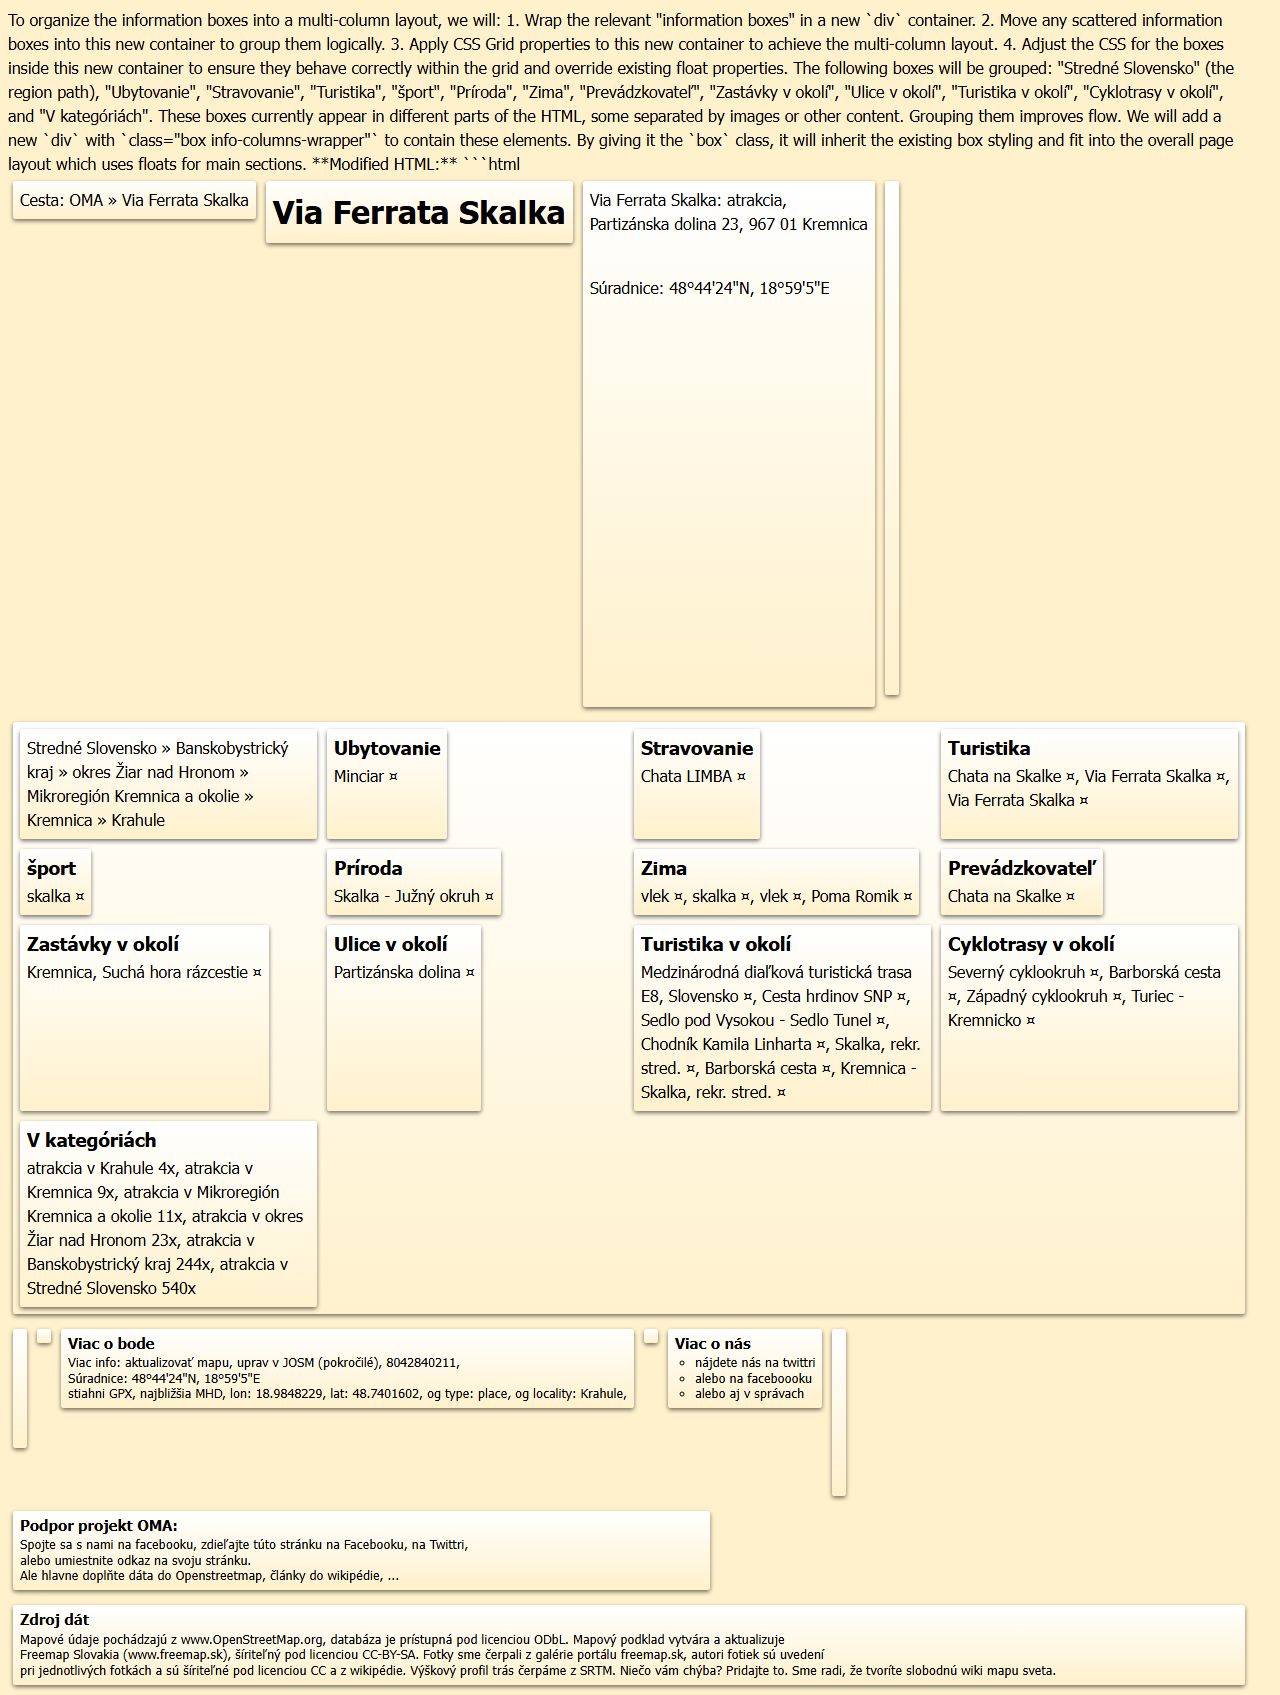 To organize the information boxes into a multi-column layout, we will: 1. Wrap the relevant "information boxes" in a new `div` container. 2. Move any scattered information
boxes into this new container to group them logically. 3. Apply CSS Grid properties to this new container to achieve the multi-column layout. 4. Adjust the CSS for the boxes
inside this new container to ensure they behave correctly within the grid and override existing float properties. The following boxes will be grouped: "Stredné Slovensko" (the
region path), "Ubytovanie", "Stravovanie", "Turistika", "šport", "Príroda", "Zima", "Prevádzkovateľ", "Zastávky v okolí", "Ulice v okolí", "Turistika v okolí", "Cyklotrasy v okolí",
and "V kategóriách". These boxes currently appear in different parts of the HTML, some separated by images or other content. Grouping them improves flow. We will add a
new `div` with `class="box info-columns-wrapper"` to contain these elements. By giving it the `box` class, it will inherit the existing box styling and fit into the overall page
layout which uses floats for main sections. **Modified HTML:** ```html
Cesta: OMA » Via Ferrata Skalka
Via Ferrata Skalka
Via Ferrata Skalka: atrakcia,
Partizánska dolina 23, 967 01 Kremnica
Súradnice: 48°44'24"N, 18°59'5"E
Stredné Slovensko » Banskobystrický
kraj » okres Žiar nad Hronom »
Mikroregión Kremnica a okolie »
Kremnica » Krahule
Ubytovanie
Minciar ¤
Stravovanie
Chata LIMBA ¤
Turistika
Chata na Skalke ¤, Via Ferrata Skalka ¤,
Via Ferrata Skalka ¤
šport
skalka ¤
Príroda
Skalka - Južný okruh ¤
Zima
vlek ¤, skalka ¤, vlek ¤, Poma Romik ¤
Prevádzkovateľ
Chata na Skalke ¤
Zastávky v okolí
Kremnica, Suchá hora rázcestie ¤
Ulice v okolí
Partizánska dolina ¤
Turistika v okolí
Medzinárodná diaľková turistická trasa
E8, Slovensko ¤, Cesta hrdinov SNP ¤,
Sedlo pod Vysokou - Sedlo Tunel ¤,
Chodník Kamila Linharta ¤, Skalka, rekr.
stred. ¤, Barborská cesta ¤, Kremnica -
Skalka, rekr. stred. ¤
Cyklotrasy v okolí
Severný cyklookruh ¤, Barborská cesta
¤, Západný cyklookruh ¤, Turiec -
Kremnicko ¤
V kategóriách
atrakcia v Krahule 4x, atrakcia v
Kremnica 9x, atrakcia v Mikroregión
Kremnica a okolie 11x, atrakcia v okres
Žiar nad Hronom 23x, atrakcia v
Banskobystrický kraj 244x, atrakcia v
Stredné Slovensko 540x
Viac o bode
Viac info: aktualizovať mapu, uprav v JOSM (pokročilé), 8042840211,
Súradnice: 48°44'24"N, 18°59'5"E
stiahni GPX, najbližšia MHD, lon: 18.9848229, lat: 48.7401602, og type: place, og locality: Krahule,
Viac o nás
nájdete nás na twittri
alebo na faceboooku
alebo aj v správach
Podpor projekt OMA:
Spojte sa s nami na facebooku, zdieľajte túto stránku na Facebooku, na Twittri,
alebo umiestnite odkaz na svoju stránku.
Ale hlavne doplňte dáta do Openstreetmap, články do wikipédie, ...
Zdroj dát
Mapové údaje pochádzajú z www.OpenStreetMap.org, databáza je prístupná pod licenciou ODbL. Mapový podklad vytvára a aktualizuje
Freemap Slovakia (www.freemap.sk), šíriteľný pod licenciou CC-BY-SA. Fotky sme čerpali z galérie portálu freemap.sk, autori fotiek sú uvedení
pri jednotlivých fotkách a sú šíriteľné pod licenciou CC a z wikipédie. Výškový profil trás čerpáme z SRTM. Niečo vám chýba? Pridajte to. Sme radi, že tvoríte slobodnú wiki mapu sveta.